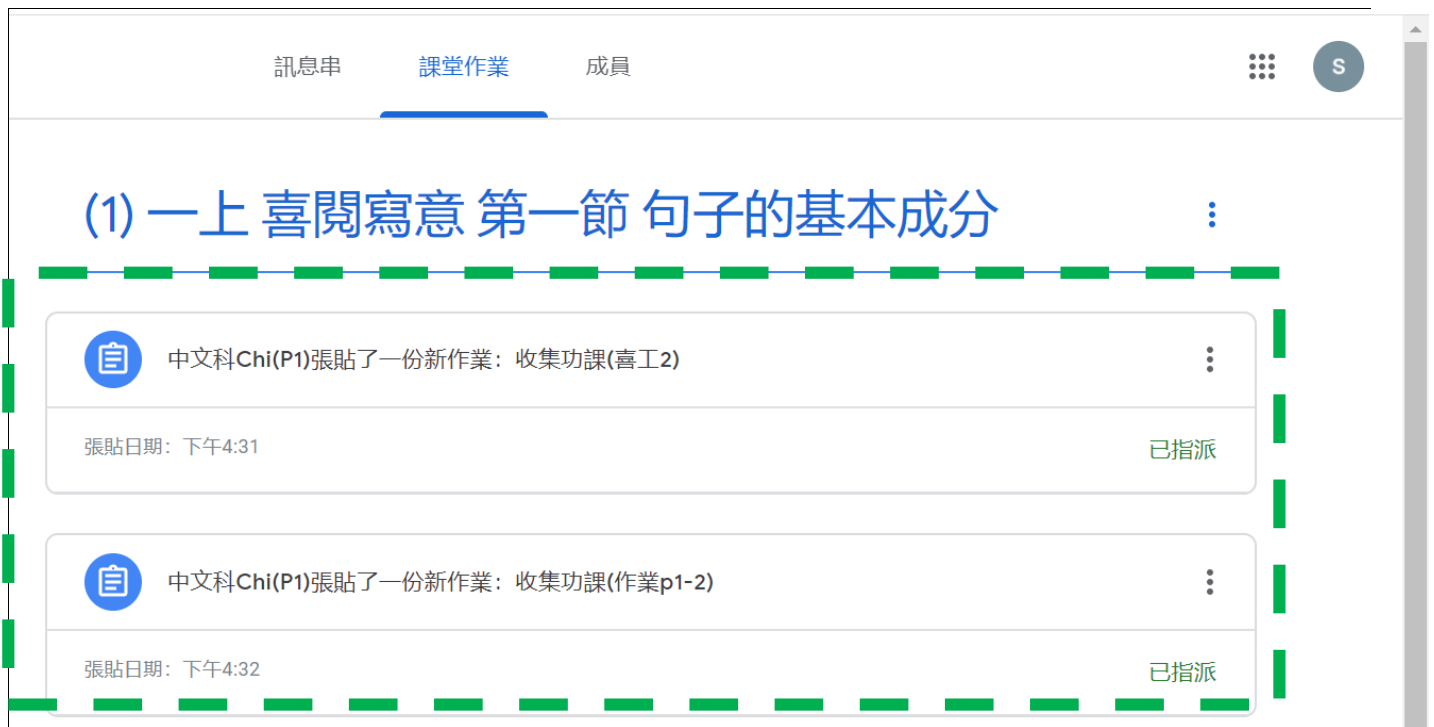 訊息串 課堂作業 成員 S
(1) 一上 喜閱寫意 第一節 句子的基本成分
中文科Chi(P1)張貼了一份新作業：收集功課(喜工2)
張貼日期：下午4:31 已指派
中文科Chi(P1)張貼了一份新作業：收集功課(作業p1-2)
張貼日期：下午4:32 已指派